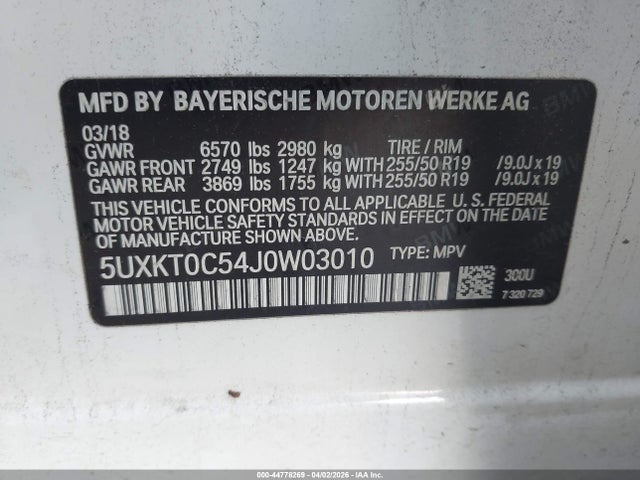 MFD BY BAYERISCHE MOTOREN WERKE AG
03/18
GVWR 6570 lbs 2980 kg TIRE / RIM
GAWR FRONT 2749 lbs 1247 kg WITH 255/50 R19 /9.0J x 19
GAWR REAR 3869 lbs 1755 kg WITH 255/50 R19 /9.0J x 19
THIS VEHICLE CONFORMS TO ALL APPLICABLE U.S. FEDERAL
MOTOR VEHICLE SAFETY STANDARDS IN EFFECT ON THE DATE
OF MANUFACTURE SHOWN ABOVE.
5UXKT0C54J0W03010 TYPE: MPV
300U
7 320 729
000-44778269 04/02/2026 IAAI